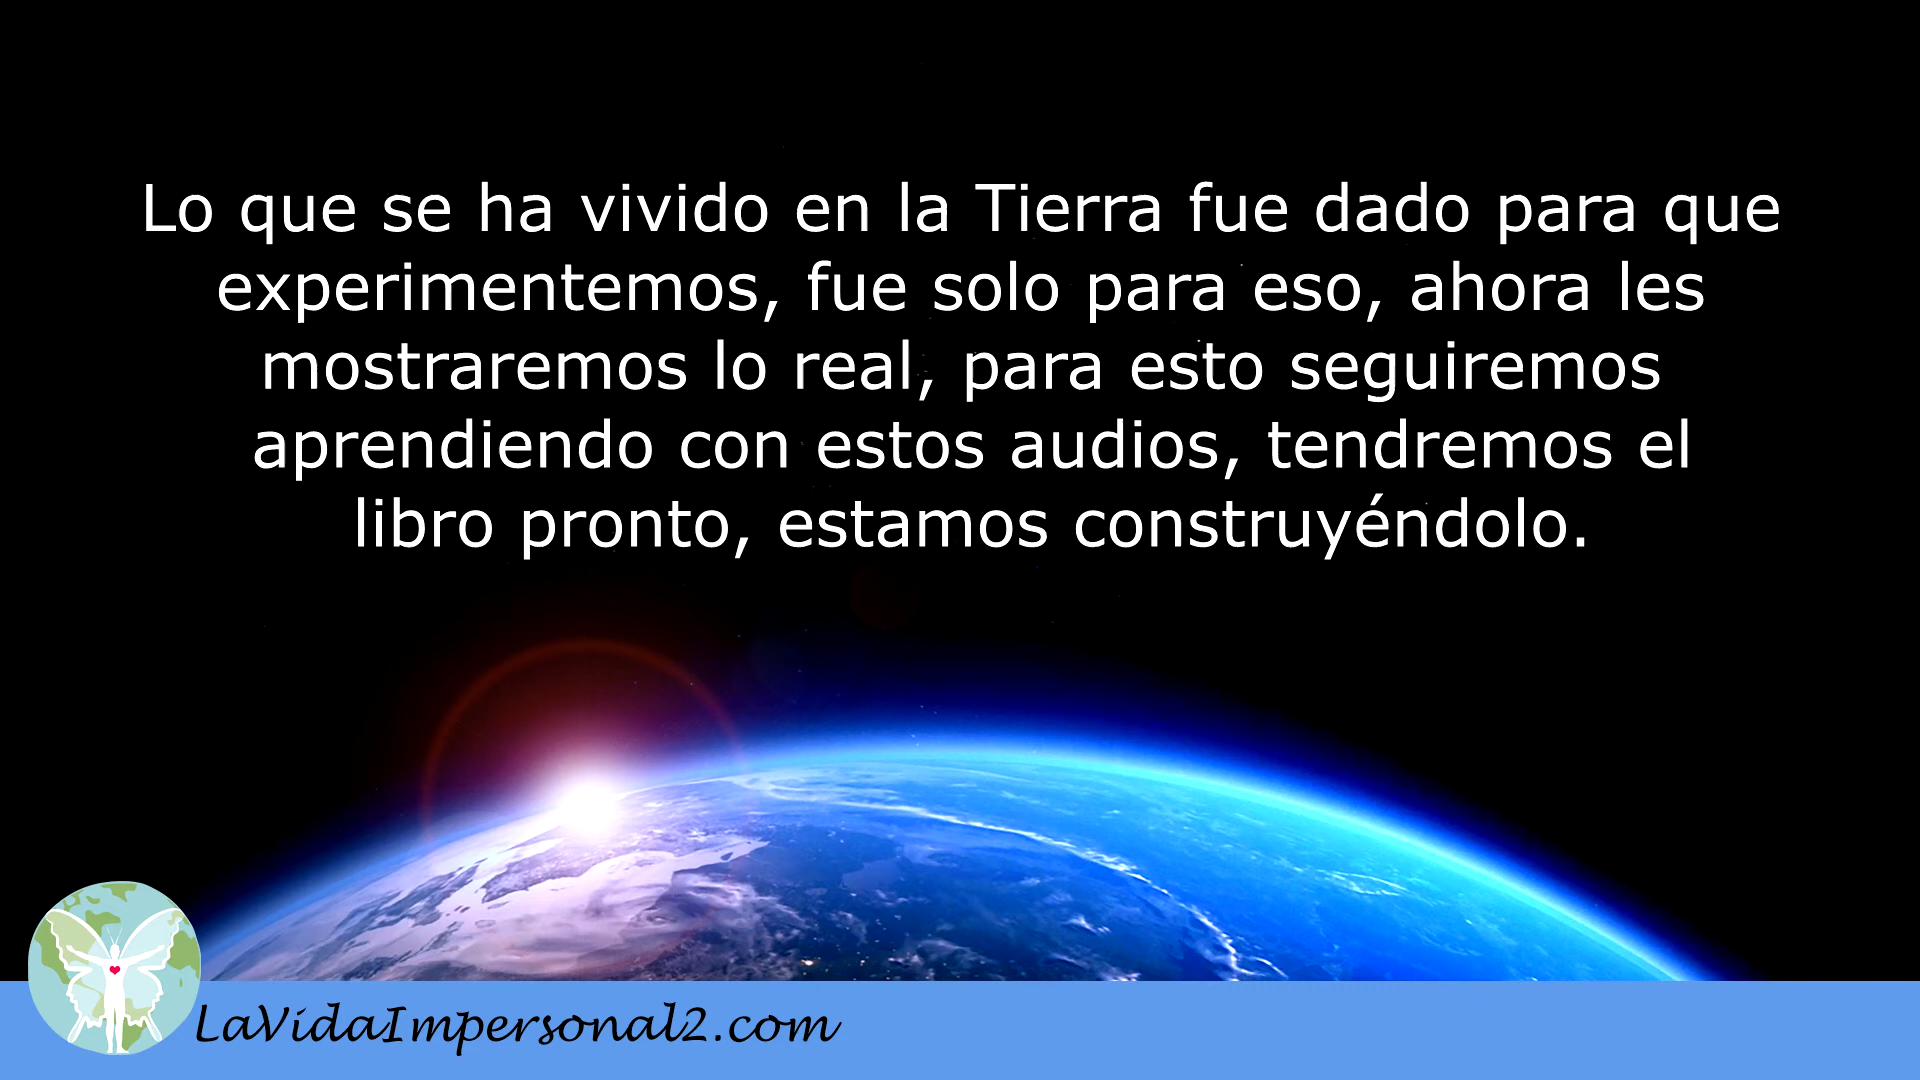 Lo que se ha vivido en la Tierra fue dado para que
experimentemos, fue solo para eso, ahora les
mostraremos lo real, para esto seguiremos
aprendiendo con estos audios, tendremos el
libro pronto, estamos construyéndolo.
LaVidaImpersonal2.com